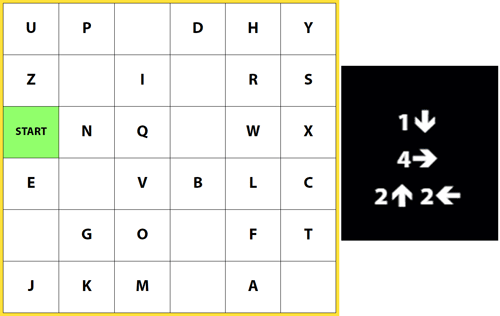 U P D H Y
Z I R S
START N Q W X
E V B L C
G O F T
J K M A
1↓
4→
2↑ 2←